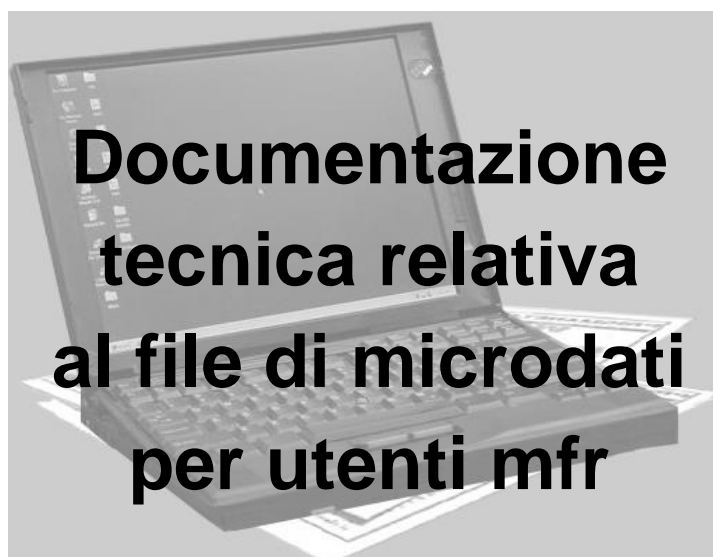 Documentazione
tecnica relativa
al file di microdati
per utenti mfr